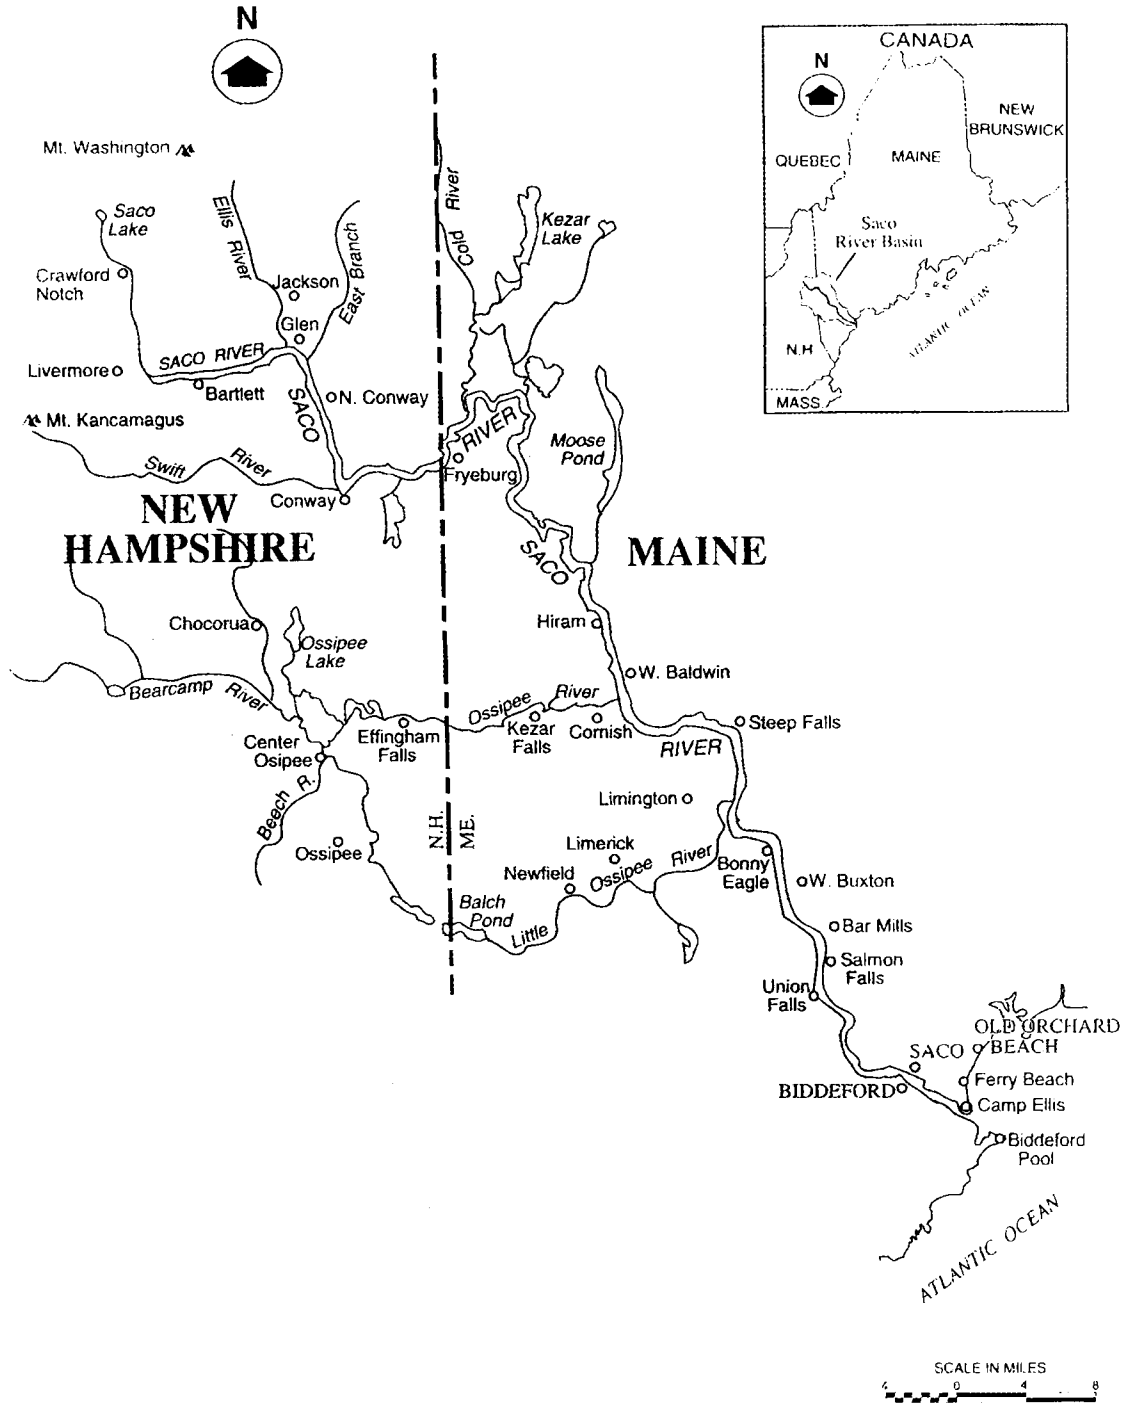 N
CANADA
N
NEW
BRUNSWICK
QUEBEC
MAINE
Saco
River Basin
ATLANTIC OCEAN
N.H
MASS.
Mt. Washington
Saco
Lake
Ellis River
East Branch
Cold River
Kezar
Lake
Crawford
Notch
Jackson
Glen
SACO RIVER
Livermore
Bartlett
SACO
N. Conway
RIVER
Mt. Kancamagus
Moose
Pond
Swift River
Fryeburg
Conway
NEW
HAMPSHIRE
MAINE
SACO
Chocorua
Hiram
Ossipee
Lake
W. Baldwin
Bearcamp River
Ossipee River
Effingham
Falls
Kezar
Falls
Cornish
Steep Falls
RIVER
Center
Osipee
Beech R.
Limington
N.H.
ME.
Ossipee
Limerick
Newfield
Little Ossipee River
Bonny
Eagle
W. Buxton
Balch
Pond
Bar Mills
Salmon
Falls
Union
Falls
OLD ORCHARD
BEACH
SACO
Ferry Beach
BIDDEFORD
Camp Ellis
Biddeford
Pool
ATLANTIC OCEAN
SCALE IN MILES
4 0 4 8